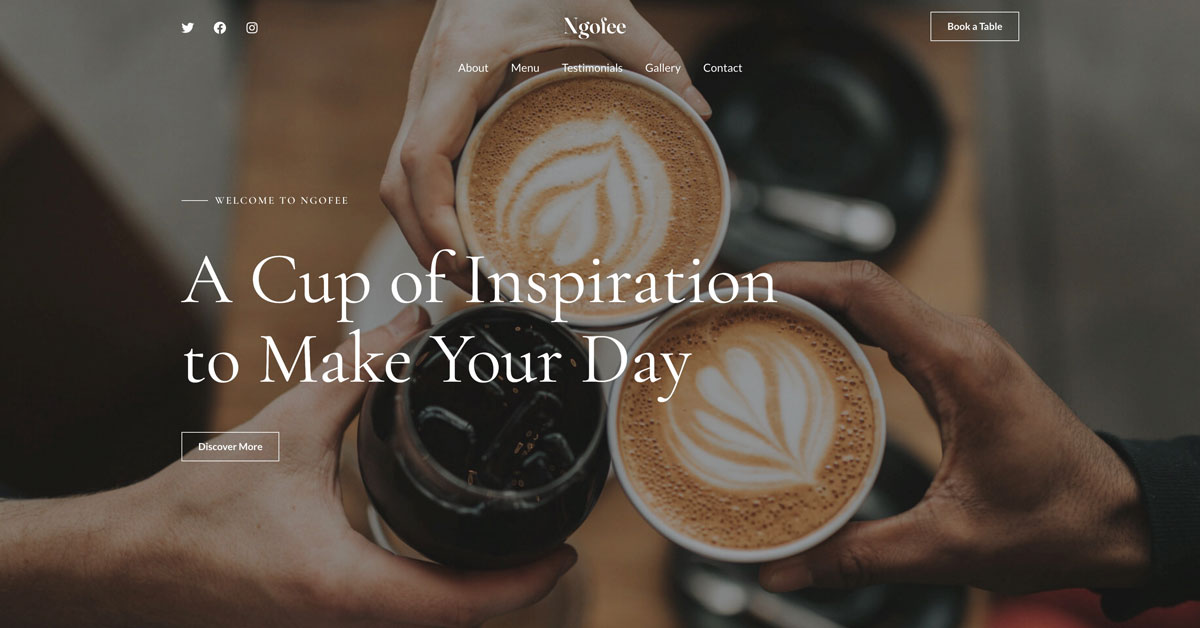 Ngofee
Book a Table
About Menu Testimonials Gallery Contact
WELCOME TO NGOFEE
A Cup of Inspiration
to Make Your Day
Discover More